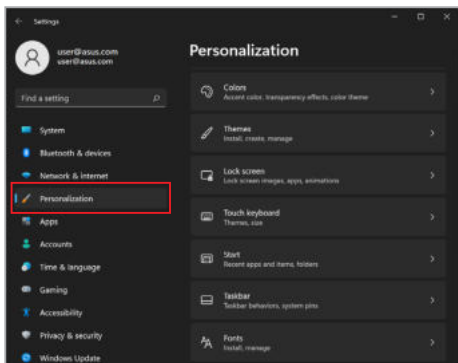 Settings
user@asus.com
user@asus.com
Find a setting
System
Bluetooth & devices
Network & internet
Personalization
Apps
Accounts
Time & language
Gaming
Accessibility
Privacy & security
Windows Update
Personalization
Colors
Accent color, transparency effects, color theme
Themes
Install, create, manage
Lock screen
Lock screen images, apps, animations
Touch keyboard
Themes, size
Start
Recent apps and items, folders
Taskbar
Taskbar behaviors, system pins
Fonts
Install, manage